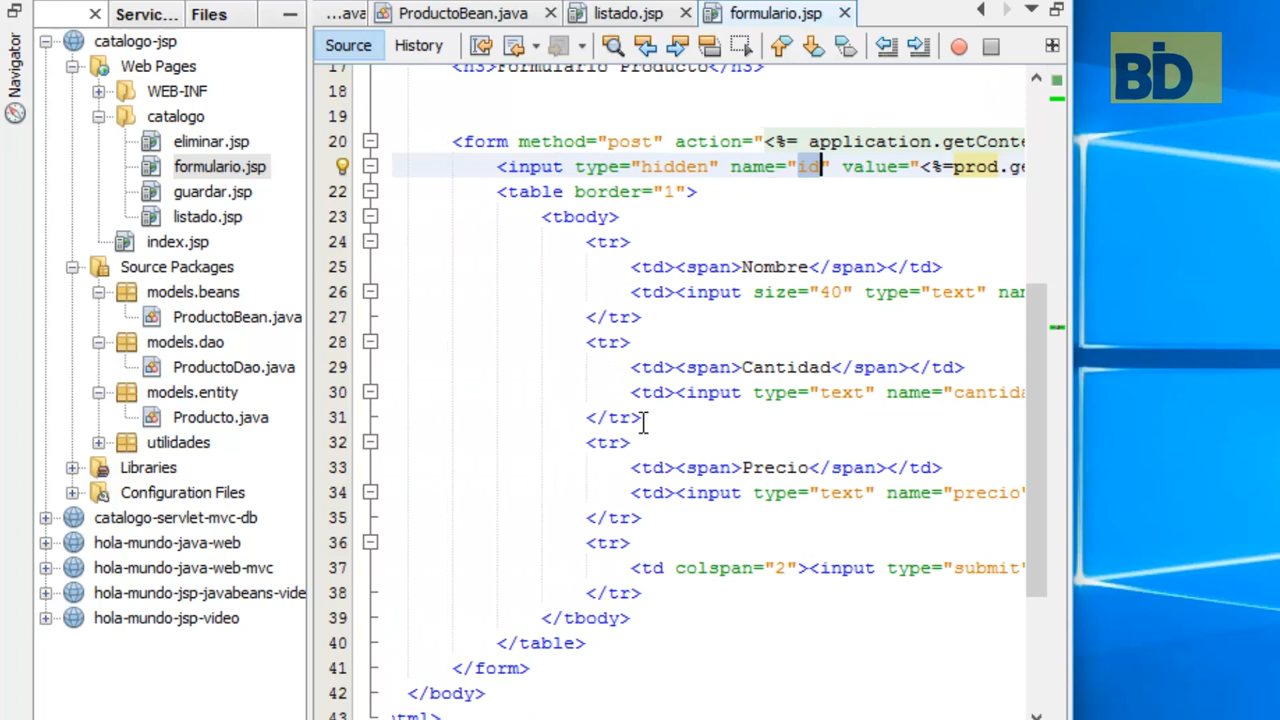 Servic...
Files
...ava
ProductoBean.java
listado.jsp
formulario.jsp
Navigator
Source
History
BD
catalogo-jsp
Web Pages
WEB-INF
catalogo
eliminar.jsp
formulario.jsp
guardar.jsp
listado.jsp
index.jsp
Source Packages
models.beans
ProductoBean.java
models.dao
ProductoDao.java
models.entity
Producto.java
utilidades
Libraries
Configuration Files
catalogo-servlet-mvc-db
hola-mundo-java-web
hola-mundo-java-web-mvc
hola-mundo-jsp-javabeans-vide
hola-mundo-jsp-video
17 <h3>Formulario Producto</h3>
18
19
20 <form method="post" action="<%= application.getConte
<input type="hidden" name="id" value="<%=prod.ge
22 <table border="1">
23 <tbody>
24 <tr>
25 <td><span>Nombre</span></td>
26 <td><input size="40" type="text" nam
27 </tr>
28 <tr>
29 <td><span>Cantidad</span></td>
30 <td><input type="text" name="cantida
31 </tr>
32 <tr>
33 <td><span>Precio</span></td>
34 <td><input type="text" name="precio"
35 </tr>
36 <tr>
37 <td colspan="2"><input type="submit"
38 </tr>
39 </tbody>
40 </table>
41 </form>
42 </body>
43 html>